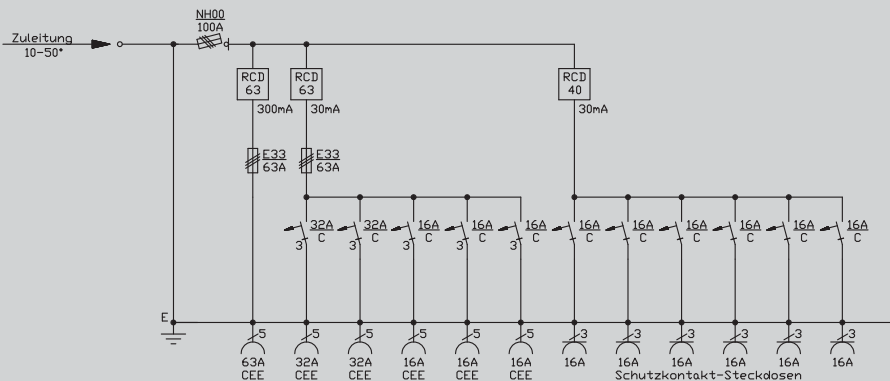 NH00
100A
Zuleitung
10-50°
RCD
63
300mA
RCD
63
30mA
RCD
40
30mA
E33
63A
E33
63A
32A
C
3
32A
C
3
16A
C
3
16A
C
3
16A
C
3
16A
C
16A
C
16A
C
16A
C
16A
C
16A
C
E
5
5
5
5
5
5
3
3
3
3
3
3
63A
CEE
32A
CEE
32A
CEE
16A
CEE
16A
CEE
16A
CEE
16A
16A
16A
16A
16A
16A
Schutzkontakt-Steckdosen